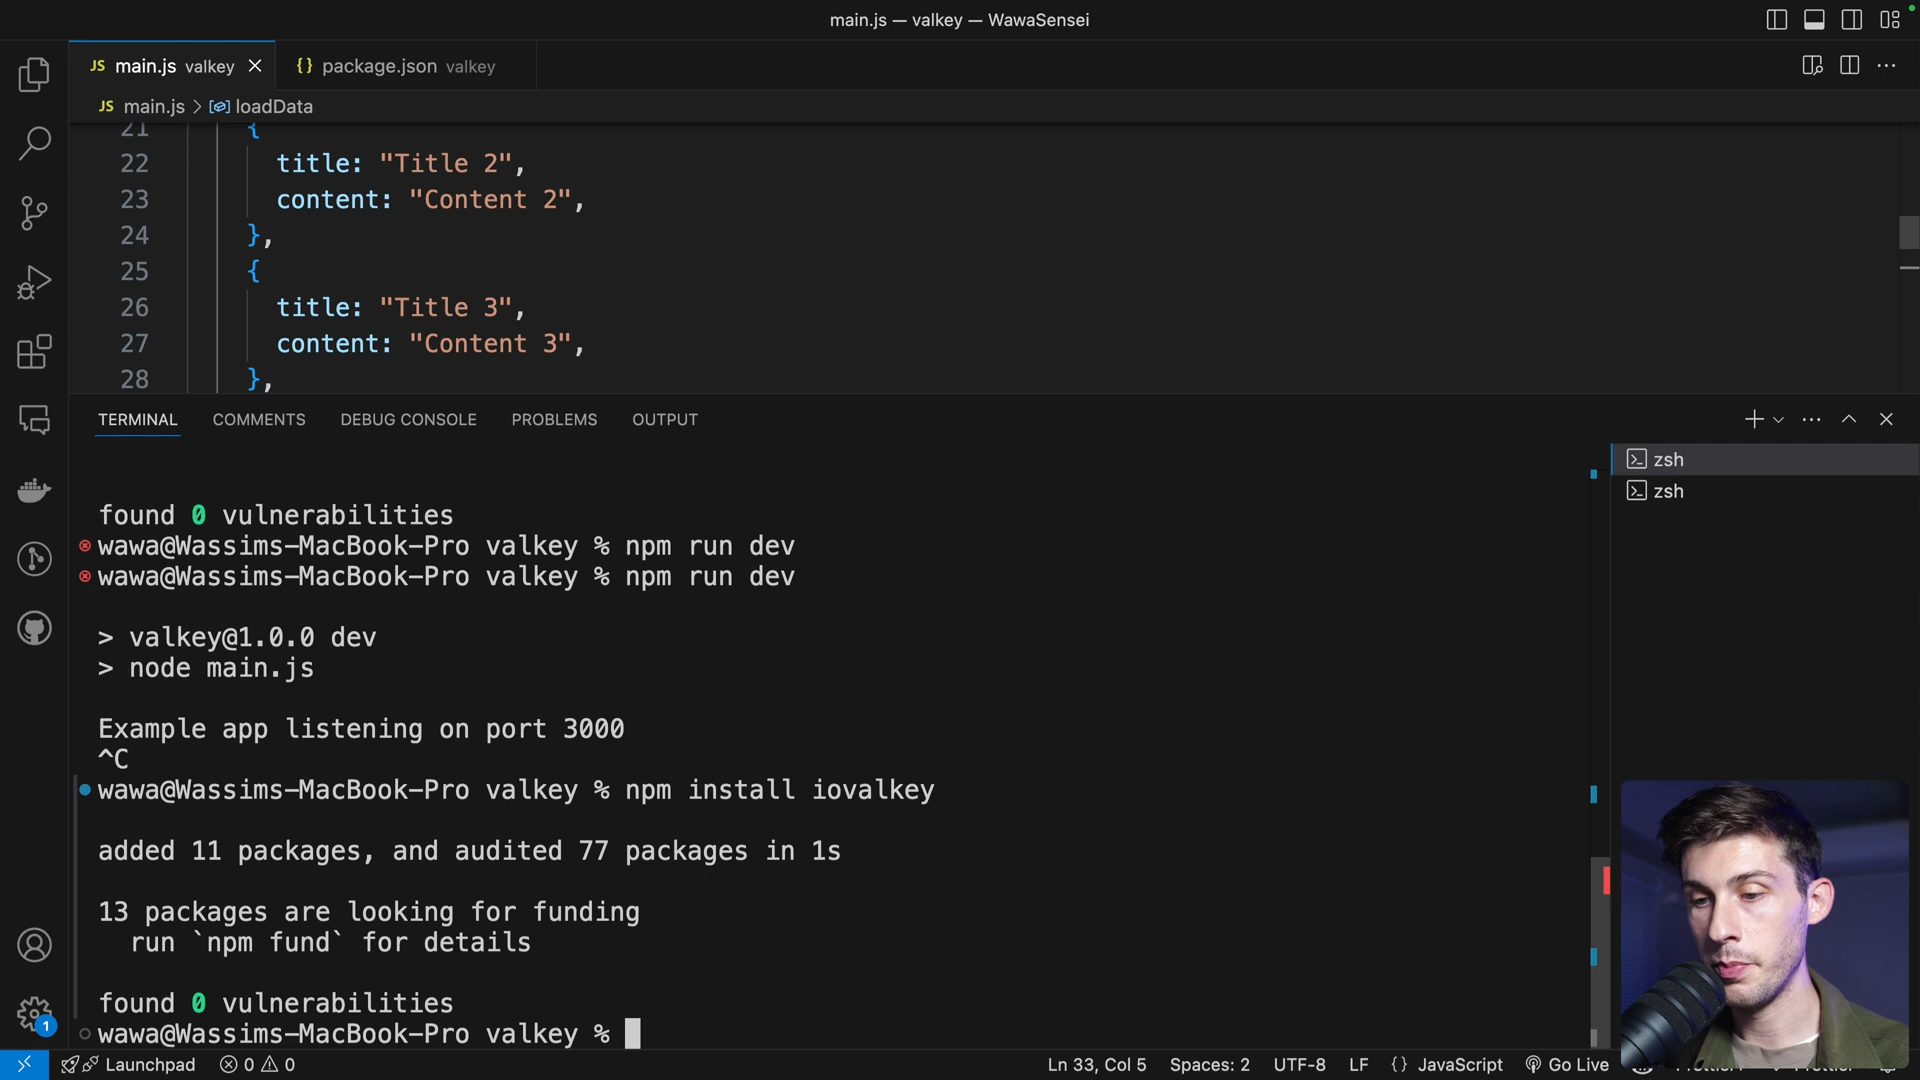 main.js — valkey — WawaSensei
JS main.js valkey
{} package.json valkey
JS main.js > loadData
21 {
22 title: "Title 2",
23 content: "Content 2",
24 },
25 {
26 title: "Title 3",
27 content: "Content 3",
28 },
TERMINAL COMMENTS DEBUG CONSOLE PROBLEMS OUTPUT
zsh
zsh
found 0 vulnerabilities
wawa@Wassims-MacBook-Pro valkey % npm run dev
wawa@Wassims-MacBook-Pro valkey % npm run dev
> valkey@1.0.0 dev
> node main.js
Example app listening on port 3000
^C
wawa@Wassims-MacBook-Pro valkey % npm install iovalkey
added 11 packages, and audited 77 packages in 1s
13 packages are looking for funding
run `npm fund` for details
found 0 vulnerabilities
wawa@Wassims-MacBook-Pro valkey %
1
Launchpad 0 0 Ln 33, Col 5 Spaces: 2 UTF-8 LF {} JavaScript Go Live